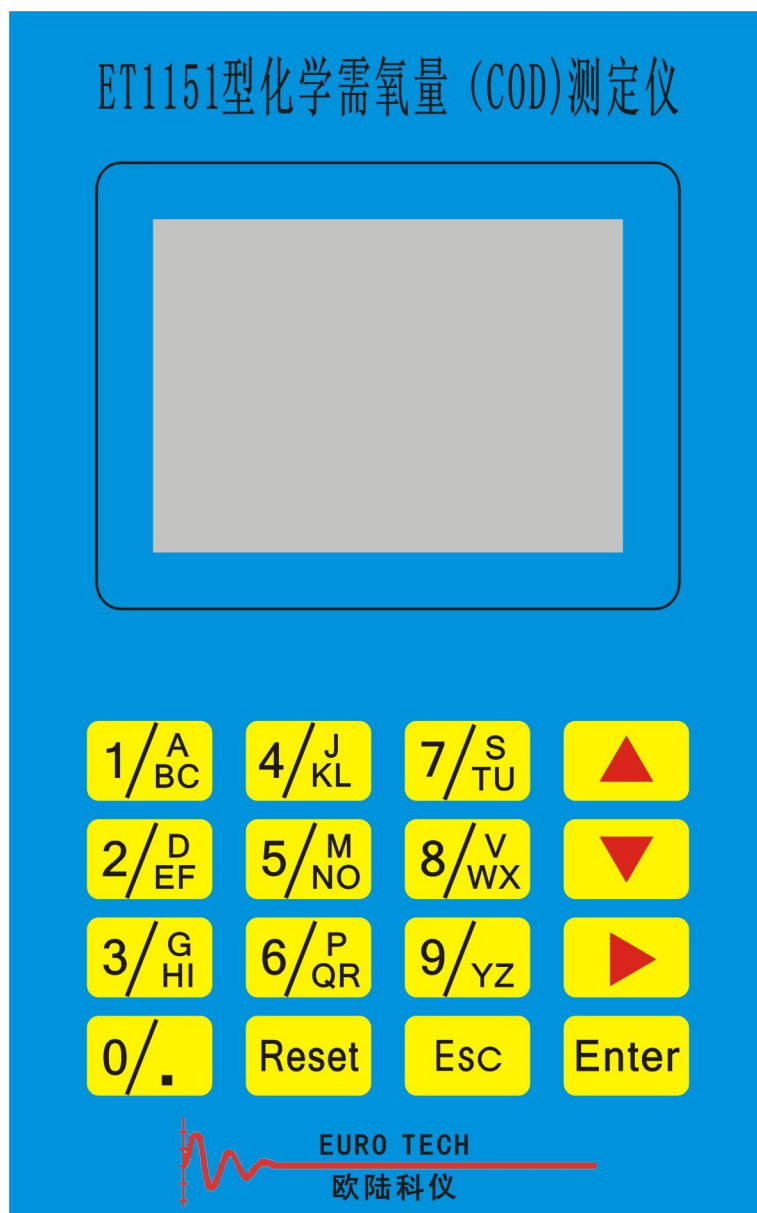 ET1151型化学需氧量 (COD)测定仪
1/ABC 4/JKL 7/STU
2/DEF 5/MNO 8/VWX
3/GHI 6/PQR 9/YZ
0/. Reset Esc Enter
EURO TECH
欧陆科仪